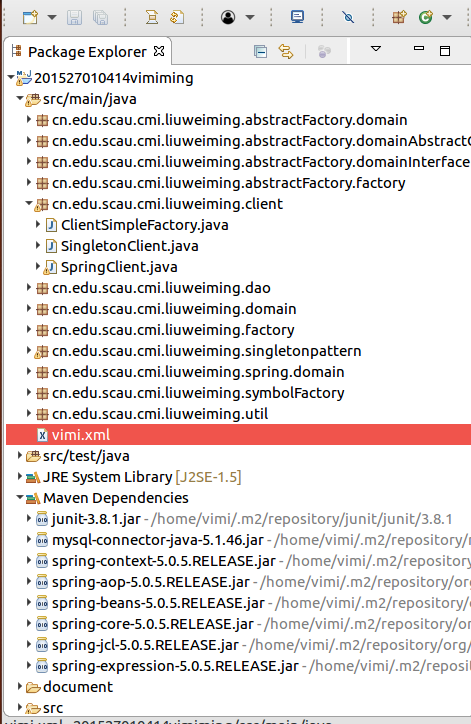 Package Explorer
201527010414vimiming
src/main/java
cn.edu.scau.cmi.liuweiming.abstractFactory.domain
cn.edu.scau.cmi.liuweiming.abstractFactory.domainAbstractC
cn.edu.scau.cmi.liuweiming.abstractFactory.domainInterface
cn.edu.scau.cmi.liuweiming.abstractFactory.factory
cn.edu.scau.cmi.liuweiming.client
ClientSimpleFactory.java
SingletonClient.java
SpringClient.java
cn.edu.scau.cmi.liuweiming.dao
cn.edu.scau.cmi.liuweiming.domain
cn.edu.scau.cmi.liuweiming.factory
cn.edu.scau.cmi.liuweiming.singletonpattern
cn.edu.scau.cmi.liuweiming.spring.domain
cn.edu.scau.cmi.liuweiming.symbolFactory
cn.edu.scau.cmi.liuweiming.util
vimi.xml
src/test/java
JRE System Library [J2SE-1.5]
Maven Dependencies
junit-3.8.1.jar - /home/vimi/.m2/repository/junit/junit/3.8.1
mysql-connector-java-5.1.46.jar - /home/vimi/.m2/repository/
spring-context-5.0.5.RELEASE.jar - /home/vimi/.m2/repository/
spring-aop-5.0.5.RELEASE.jar - /home/vimi/.m2/repository/org
spring-beans-5.0.5.RELEASE.jar - /home/vimi/.m2/repository/o
spring-core-5.0.5.RELEASE.jar - /home/vimi/.m2/repository/or
spring-jcl-5.0.5.RELEASE.jar - /home/vimi/.m2/repository/org/
spring-expression-5.0.5.RELEASE.jar - /home/vimi/.m2/reposit
document
src